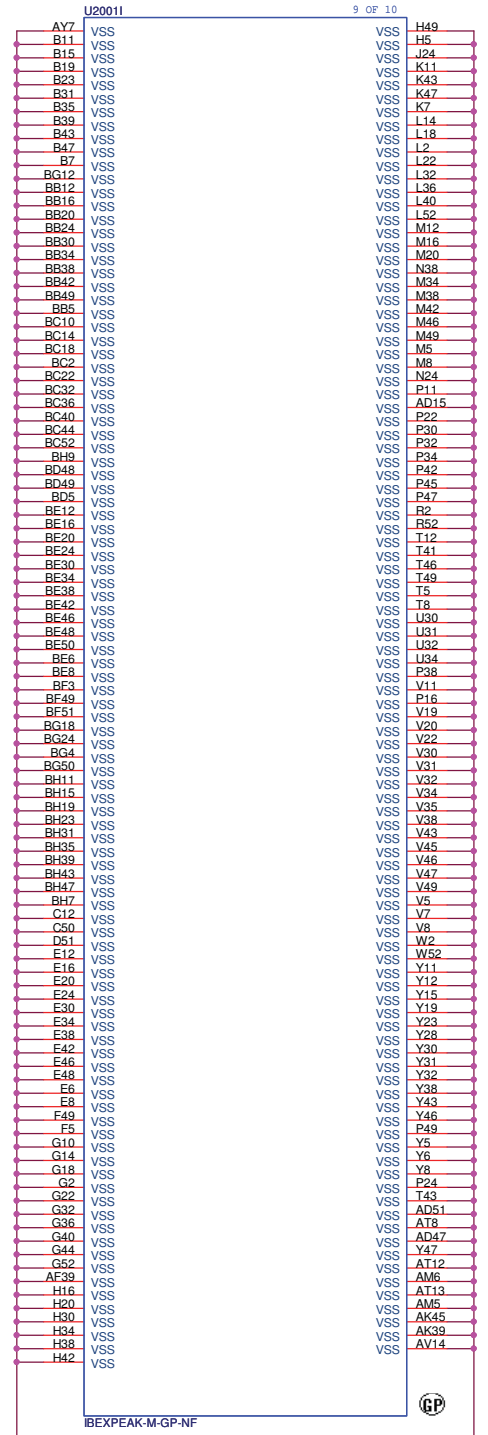 U2001I 9 OF 10
AY7 VSS VSS H49
B11 VSS VSS H5
B15 VSS VSS J24
B19 VSS VSS K11
B23 VSS VSS K43
B31 VSS VSS K47
B35 VSS VSS K7
B39 VSS VSS L14
B43 VSS VSS L18
B47 VSS VSS L2
B7 VSS VSS L22
BG12 VSS VSS L32
BB12 VSS VSS L36
BB16 VSS VSS L40
BB20 VSS VSS L52
BB24 VSS VSS M12
BB30 VSS VSS M16
BB34 VSS VSS M20
BB38 VSS VSS N38
BB42 VSS VSS M34
BB49 VSS VSS M38
BB5 VSS VSS M42
BC10 VSS VSS M46
BC14 VSS VSS M49
BC18 VSS VSS M5
BC2 VSS VSS M8
BC22 VSS VSS N24
BC32 VSS VSS P11
BC36 VSS VSS AD15
BC40 VSS VSS P22
BC44 VSS VSS P30
BC52 VSS VSS P32
BH9 VSS VSS P34
BD48 VSS VSS P42
BD49 VSS VSS P45
BD5 VSS VSS P47
BE12 VSS VSS R2
BE16 VSS VSS R52
BE20 VSS VSS T12
BE24 VSS VSS T41
BE30 VSS VSS T46
BE34 VSS VSS T49
BE38 VSS VSS T5
BE42 VSS VSS T8
BE46 VSS VSS U30
BE48 VSS VSS U31
BE50 VSS VSS U32
BE6 VSS VSS U34
BE8 VSS VSS P38
BF3 VSS VSS V11
BF49 VSS VSS P16
BF51 VSS VSS V19
BG18 VSS VSS V20
BG24 VSS VSS V22
BG4 VSS VSS V30
BG50 VSS VSS V31
BH11 VSS VSS V32
BH15 VSS VSS V34
BH19 VSS VSS V35
BH23 VSS VSS V38
BH31 VSS VSS V43
BH35 VSS VSS V45
BH39 VSS VSS V46
BH43 VSS VSS V47
BH47 VSS VSS V49
BH7 VSS VSS V5
C12 VSS VSS V7
C50 VSS VSS V8
D51 VSS VSS W2
E12 VSS VSS W52
E16 VSS VSS Y11
E20 VSS VSS Y12
E24 VSS VSS Y15
E30 VSS VSS Y19
E34 VSS VSS Y23
E38 VSS VSS Y28
E42 VSS VSS Y30
E46 VSS VSS Y31
E48 VSS VSS Y32
E6 VSS VSS Y38
E8 VSS VSS Y43
F49 VSS VSS Y46
F5 VSS VSS P49
G10 VSS VSS Y5
G14 VSS VSS Y6
G18 VSS VSS Y8
G2 VSS VSS P24
G22 VSS VSS T43
G32 VSS VSS AD51
G36 VSS VSS AT8
G40 VSS VSS AD47
G44 VSS VSS Y47
G52 VSS VSS AT12
AF39 VSS VSS AM6
H16 VSS VSS AT13
H20 VSS VSS AM5
H30 VSS VSS AK45
H34 VSS VSS AK39
H38 VSS VSS AV14
H42 VSS
GP
IBEXPEAK-M-GP-NF